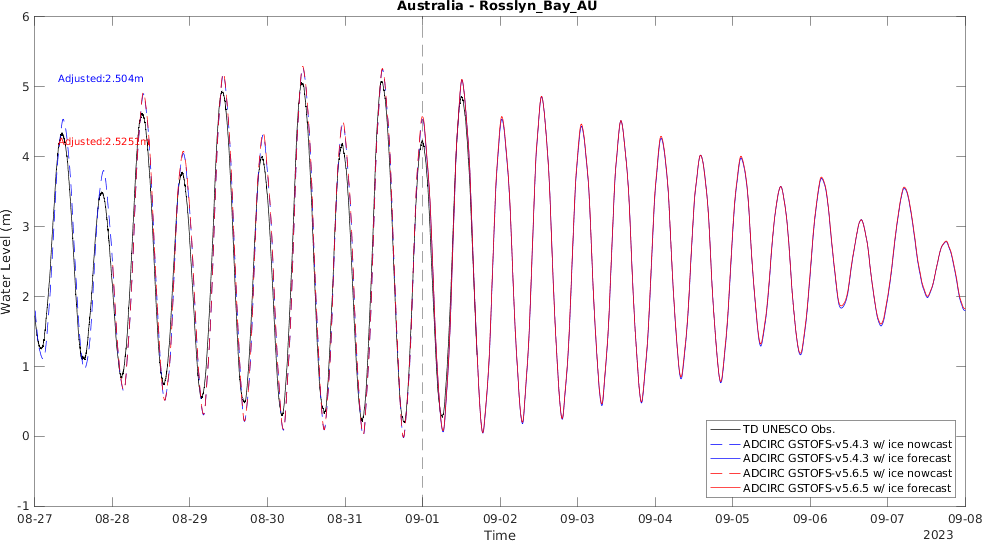 Australia - Rosslyn_Bay_AU
6
5
4
3
2
1
0
-1
Water Level (m)
Adjusted:2.504m
Adjusted:2.5251m
TD UNESCO Obs.
ADCIRC GSTOFS-v5.4.3 w/ ice nowcast
ADCIRC GSTOFS-v5.4.3 w/ ice forecast
ADCIRC GSTOFS-v5.6.5 w/ ice nowcast
ADCIRC GSTOFS-v5.6.5 w/ ice forecast
08-27 08-28 08-29 08-30 08-31 09-01 09-02 09-03 09-04 09-05 09-06 09-07 09-08
Time
2023